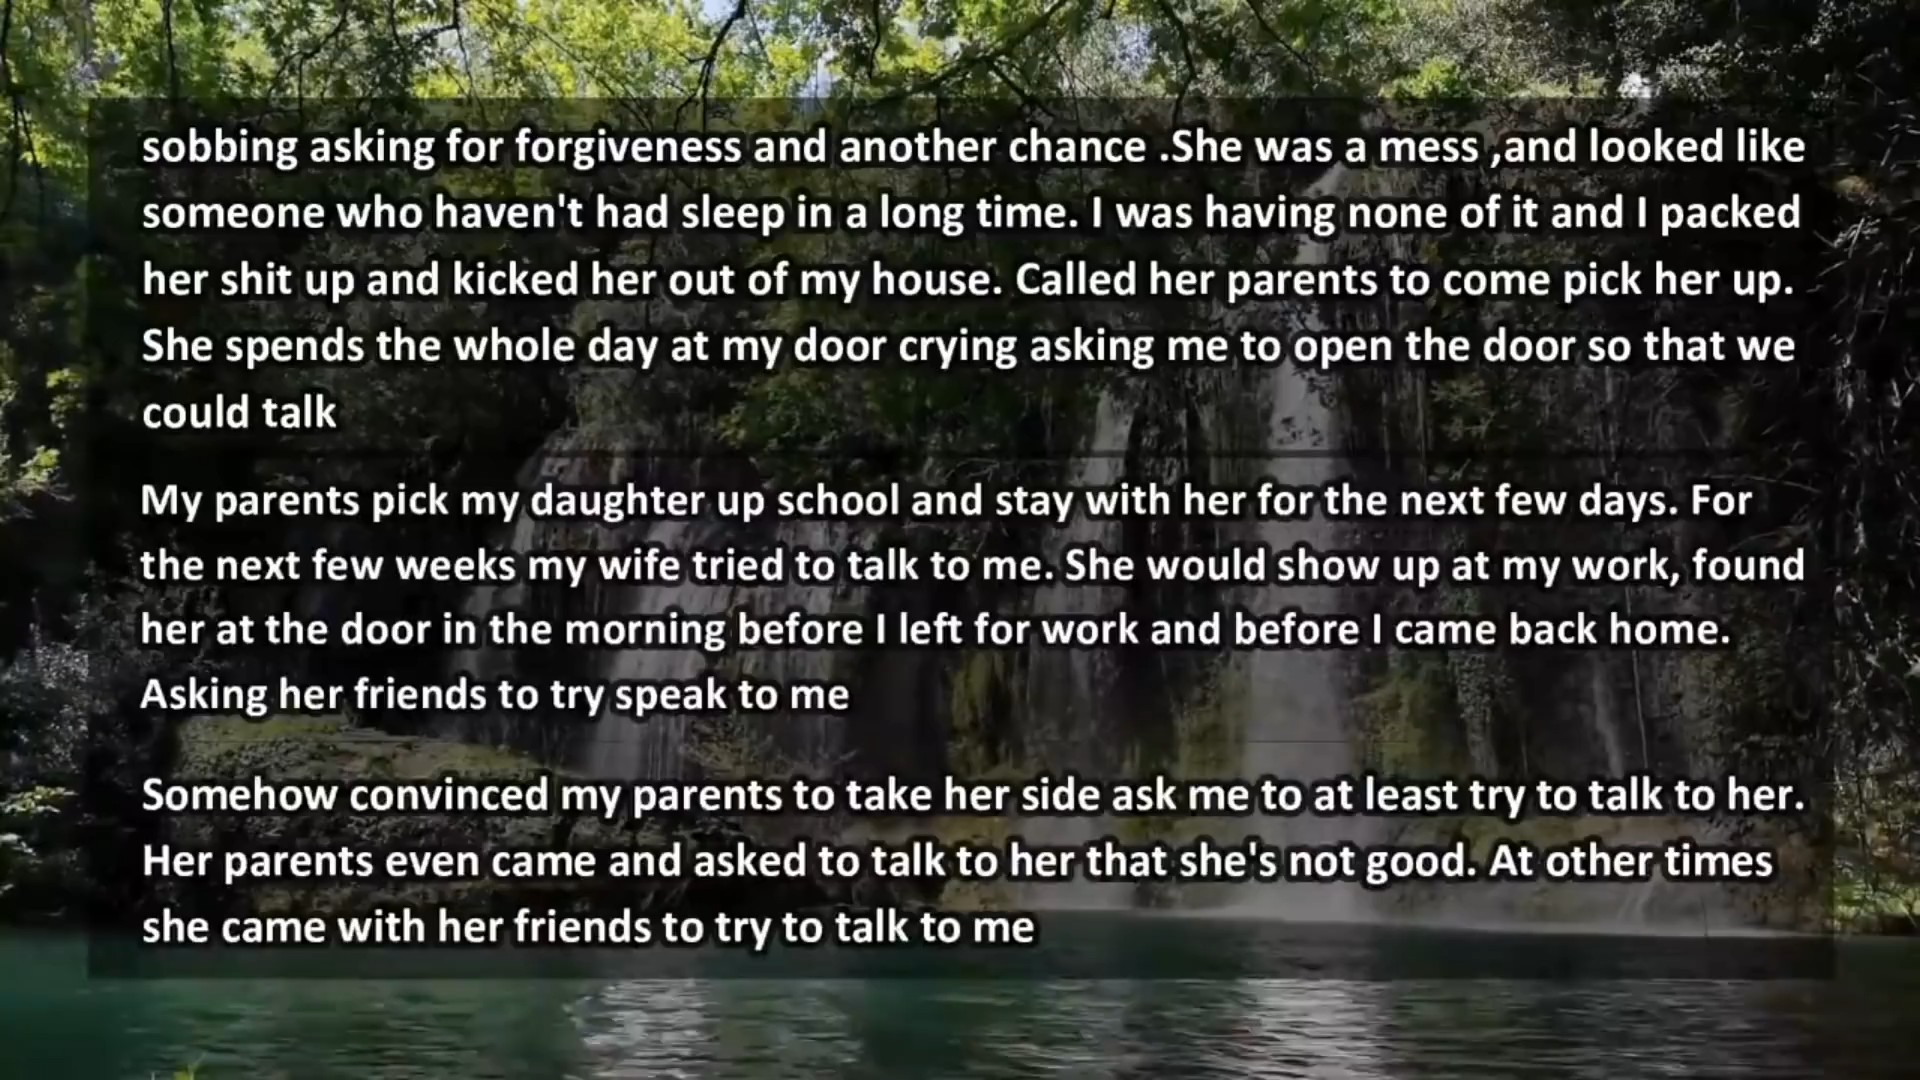 sobbing asking for forgiveness and another chance .She was a mess ,and looked like
someone who haven't had sleep in a long time. I was having none of it and I packed
her shit up and kicked her out of my house. Called her parents to come pick her up.
She spends the whole day at my door crying asking me to open the door so that we
could talk
My parents pick my daughter up school and stay with her for the next few days. For
the next few weeks my wife tried to talk to me. She would show up at my work, found
her at the door in the morning before I left for work and before I came back home.
Asking her friends to try speak to me
Somehow convinced my parents to take her side ask me to at least try to talk to her.
Her parents even came and asked to talk to her that she's not good. At other times
she came with her friends to try to talk to me